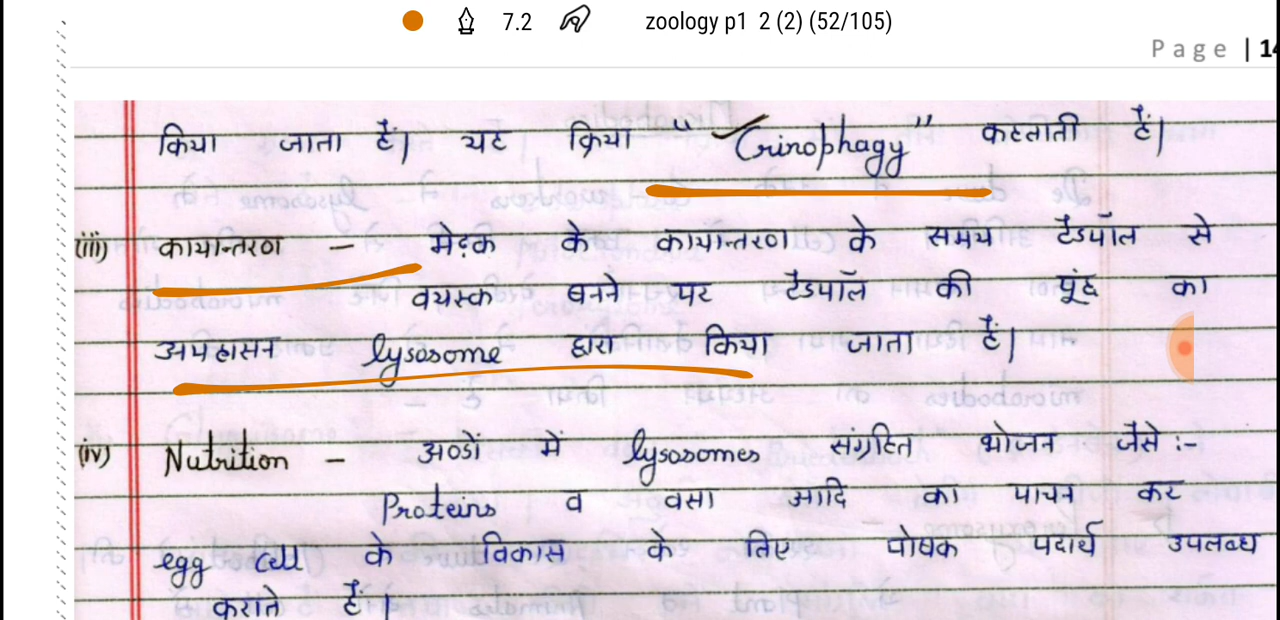 7.2 zoology p1 2 (2) (52/105)
Page | 14
किया जाता है। यह क्रिया "Crinophagy" कहलाती है।
(iii) कायान्तरण – मेंढ़क के कायान्तरण के समय टैडपॉल से
वयस्क बनने पर टैडपॉल की पूंछ का
अपहासन lysosome द्वारा किया जाता है।
(iv) Nutrition – अण्डों में lysosomes संग्रहित भोजन जैसे :-
Proteins व वसा आदि का पाचन कर
egg cell के विकास के लिए पोषक पदार्थ उपलब्ध
कराते हैं।